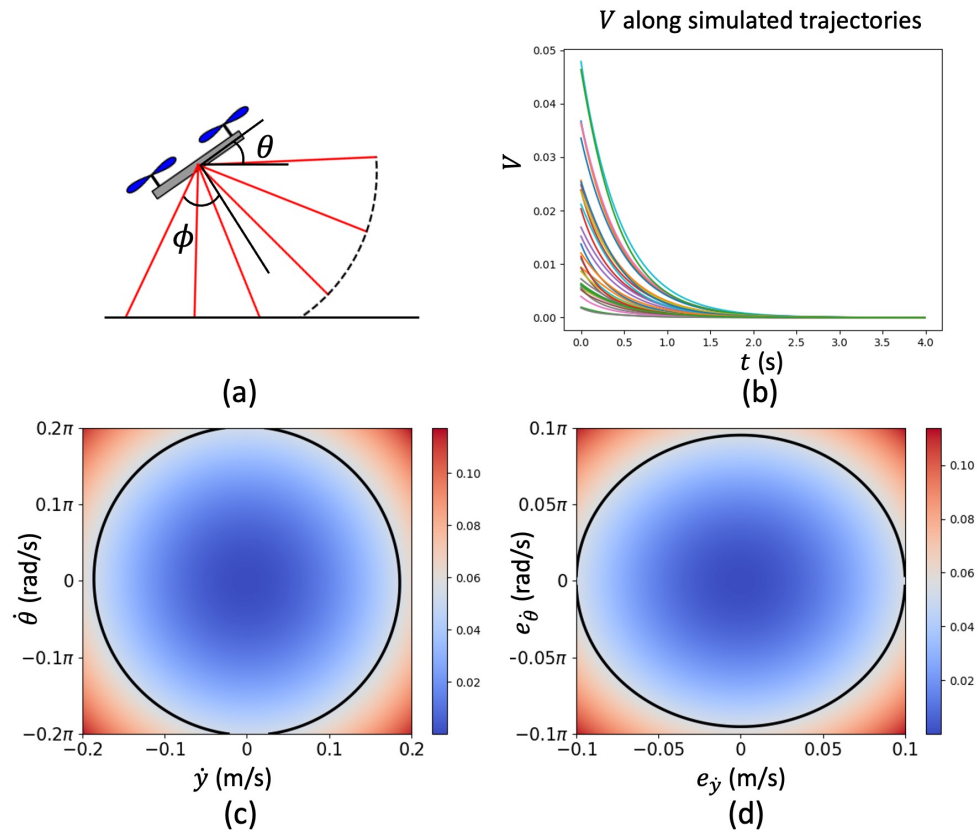 V along simulated trajectories
θ
ϕ
V
0.05
0.04
0.03
0.02
0.01
0.00
0.0 0.5 1.0 1.5 2.0 2.5 3.0 3.5 4.0
t (s)
(a)
(b)
θ̇ (rad/s)
0.2π
0.1π
0
−0.1π
−0.2π
−0.2 −0.1 0 0.1 0.2
ẏ (m/s)
0.10
0.08
0.06
0.04
0.02
(c)
e_θ̇ (rad/s)
0.1π
0.05π
0
-0.05π
−0.1π
−0.1 −0.05 0 0.05 0.1
e_ẏ (m/s)
0.10
0.08
0.06
0.04
0.02
(d)